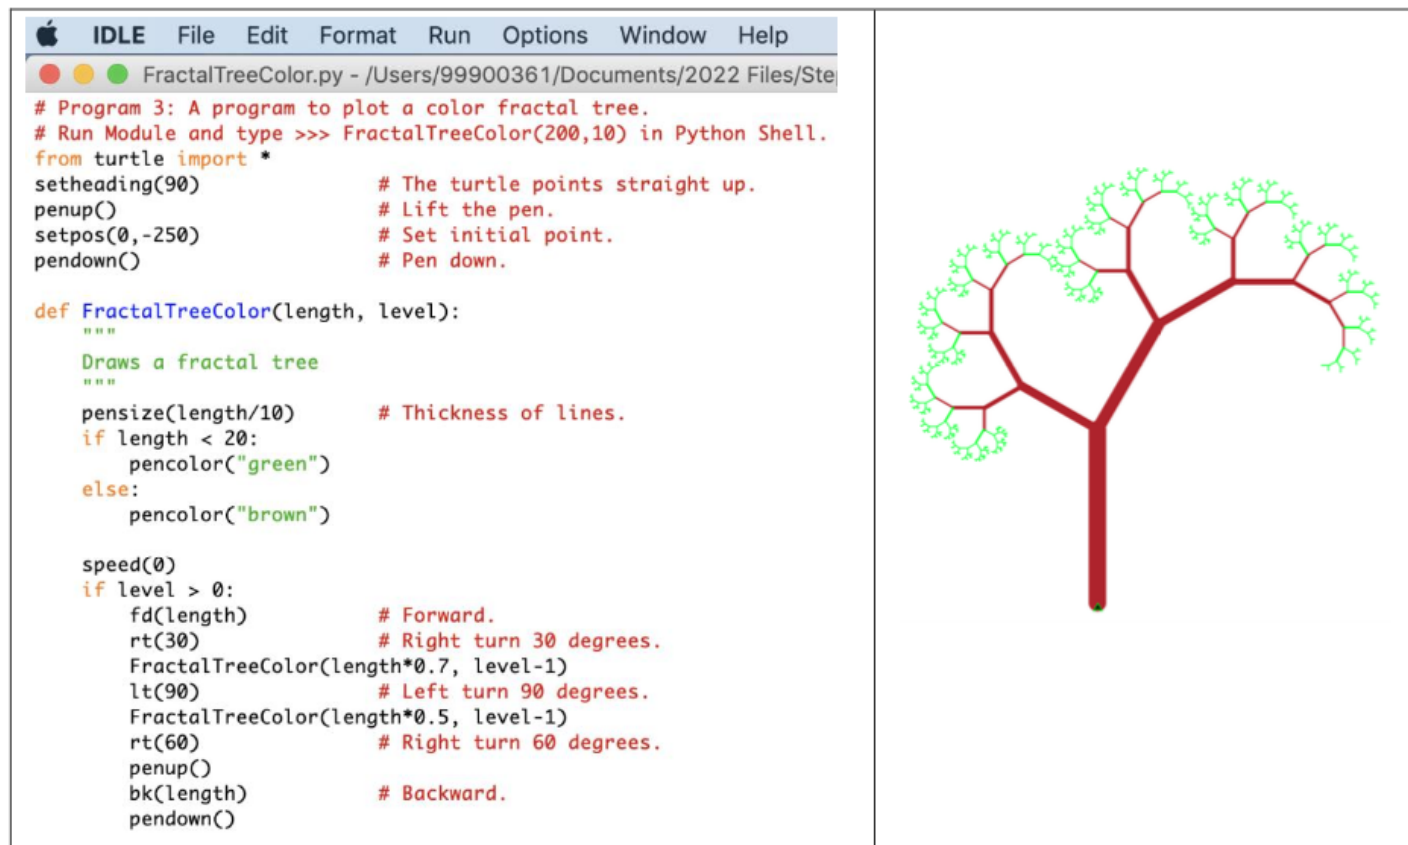 IDLE File Edit Format Run Options Window Help
FractalTreeColor.py - /Users/99900361/Documents/2022 Files/Ste
# Program 3: A program to plot a color fractal tree.
# Run Module and type >>> FractalTreeColor(200,10) in Python Shell.
from turtle import *
setheading(90) # The turtle points straight up.
penup() # Lift the pen.
setpos(0,-250) # Set initial point.
pendown() # Pen down.

def FractalTreeColor(length, level):
    """
    Draws a fractal tree
    """
    pensize(length/10) # Thickness of lines.
    if length < 20:
        pencolor("green")
    else:
        pencolor("brown")

    speed(0)
    if level > 0:
        fd(length) # Forward.
        rt(30) # Right turn 30 degrees.
        FractalTreeColor(length*0.7, level-1)
        lt(90) # Left turn 90 degrees.
        FractalTreeColor(length*0.5, level-1)
        rt(60) # Right turn 60 degrees.
        penup()
        bk(length) # Backward.
        pendown()